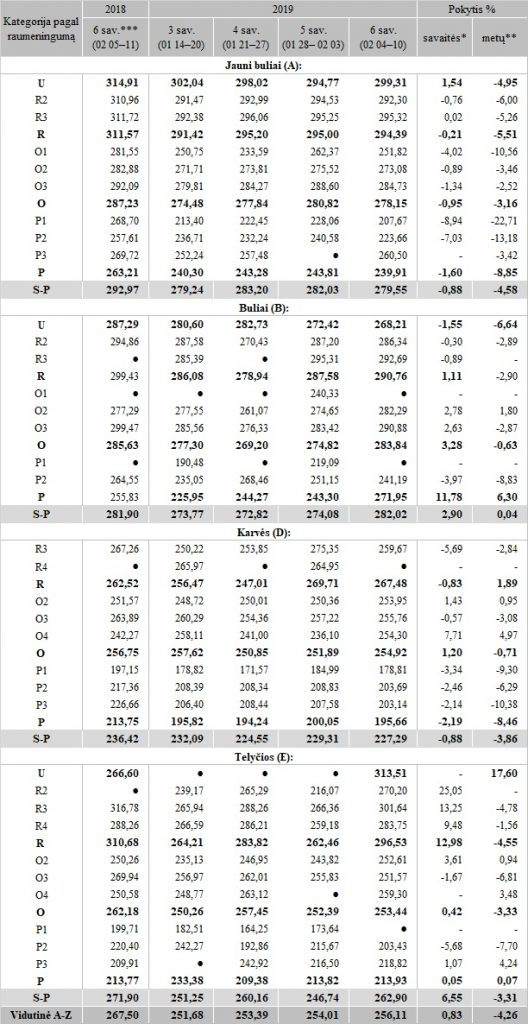 Kategorija pagal raumeningumą 2018 2019 Pokytis %
6 sav.*** (02 05–11) 3 sav. (01 14–20) 4 sav. (01 21–27) 5 sav. (01 28– 02 03) 6 sav. (02 04–10) savaitės* metų**
Jauni buliai (A):
U 314,91 302,04 298,02 294,77 299,31 1,54 -4,95
R2 310,96 291,47 292,99 294,53 292,30 -0,76 -6,00
R3 311,72 292,38 296,06 295,25 295,32 0,02 -5,26
R 311,57 291,42 295,20 295,00 294,39 -0,21 -5,51
O1 281,55 250,75 233,59 262,37 251,82 -4,02 -10,56
O2 282,88 271,71 273,81 275,52 273,08 -0,89 -3,46
O3 292,09 279,81 284,27 288,60 284,73 -1,34 -2,52
O 287,23 274,48 277,84 280,82 278,15 -0,95 -3,16
P1 268,70 213,40 222,45 228,06 207,67 -8,94 -22,71
P2 257,61 236,71 232,24 240,58 223,66 -7,03 -13,18
P3 269,72 224,24 257,48 ● 260,50 - -3,42
P 263,21 240,30 243,28 243,81 239,91 -1,60 -8,85
S-P 292,97 279,24 283,20 282,03 279,55 -0,88 -4,58
Buliai (B):
U 287,29 280,60 282,73 272,42 268,21 -1,55 -6,64
R2 294,86 287,58 270,43 287,20 286,34 -0,30 -2,89
R3 ● 285,39 ● 295,31 292,69 -0,89 -
R 299,43 286,08 278,94 287,58 290,76 1,11 -2,90
O1 ● ● ● 240,33 ● - -
O2 277,29 277,55 261,07 274,65 282,29 2,78 1,80
O3 299,47 285,56 276,33 283,42 290,88 2,63 -2,87
O 285,63 277,30 269,20 274,82 283,84 3,28 -0,63
P1 ● 190,48 ● 219,09 ● - -
P2 264,55 235,05 268,46 251,15 241,19 -3,97 -8,83
P 255,83 225,95 244,27 243,30 271,95 11,78 6,30
S-P 281,90 273,77 272,82 274,08 282,02 2,90 0,04
Karvės (D):
R3 267,26 250,22 253,85 275,35 259,67 -5,69 -2,84
R4 ● 265,97 ● 264,95 ● - -
R 262,52 256,47 247,01 269,71 267,48 -0,83 1,89
O2 251,57 248,72 250,01 250,36 253,95 1,43 0,95
O3 263,89 260,29 254,36 257,22 255,76 -0,57 -3,08
O4 242,27 258,11 241,00 236,10 254,30 7,71 4,97
O 256,75 257,62 250,85 251,89 254,92 1,20 -0,71
P1 197,15 178,82 171,57 184,99 178,81 -3,34 -9,30
P2 217,36 208,39 208,34 208,83 203,69 -2,46 -6,29
P3 226,66 206,40 208,44 207,58 203,14 -2,14 -10,38
P 213,75 195,82 194,24 200,05 195,66 -2,19 -8,46
S-P 236,42 232,09 224,55 229,31 227,29 -0,88 -3,86
Telyčios (E):
U 266,60 ● ● ● 313,51 - 17,60
R2 ● 239,17 265,29 216,07 270,20 25,05 -
R3 316,78 265,94 288,26 266,36 301,64 13,25 -4,78
R4 288,26 266,59 286,21 259,18 283,75 9,48 -1,56
R 310,68 264,21 283,82 262,46 296,53 12,98 -4,55
O2 250,26 235,13 246,95 243,82 252,61 3,61 0,94
O3 269,94 256,97 262,01 255,83 251,57 -1,67 -6,81
O4 250,58 248,77 263,12 ● 259,30 - 3,48
O 262,18 250,26 257,45 252,39 253,44 0,42 -3,33
P1 199,71 182,51 164,25 173,64 ● - -
P2 220,40 242,27 192,86 215,67 203,43 -5,68 -7,70
P3 209,91 ● 242,92 216,50 218,82 1,07 4,24
P 213,77 233,38 209,38 213,82 213,93 0,05 0,07
S-P 271,90 251,25 260,16 246,74 262,90 6,55 -3,31
Vidutinė A-Z 267,50 251,68 253,39 254,01 256,11 0,83 -4,26